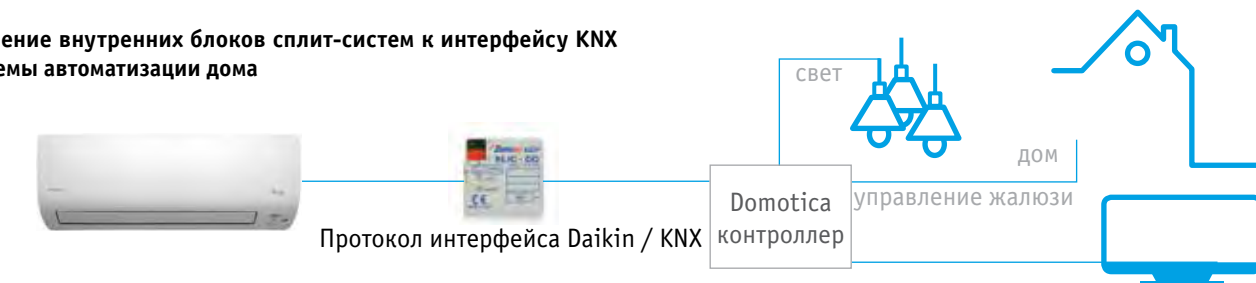 ение внутренних блоков сплит-систем к интерфейсу KNX
емы автоматизации дома
свет
дом
управление жалюзи
Domotica
контроллер
Протокол интерфейса Daikin / KNX